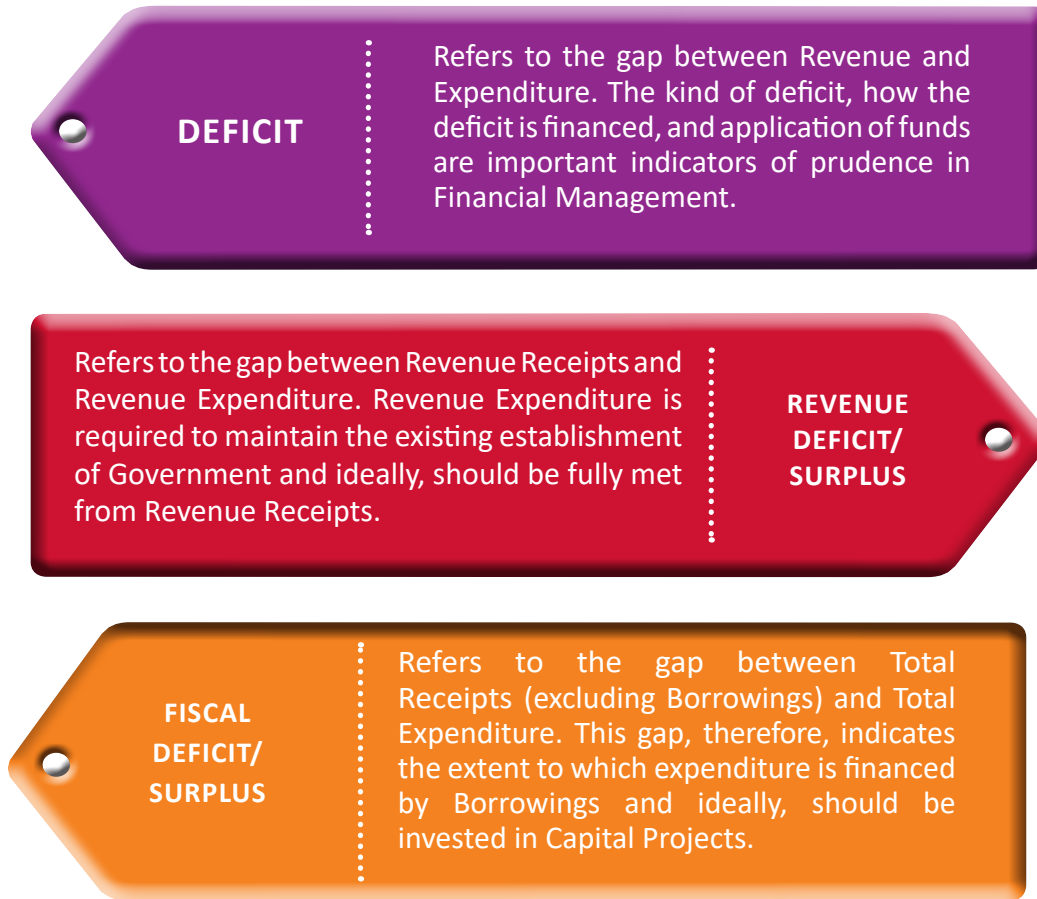 DEFICIT
Refers to the gap between Revenue and
Expenditure. The kind of deficit, how the
deficit is financed, and application of funds
are important indicators of prudence in
Financial Management.
Refers to the gap between Revenue Receipts and
Revenue Expenditure. Revenue Expenditure is
required to maintain the existing establishment
of Government and ideally, should be fully met
from Revenue Receipts.
REVENUE
DEFICIT/
SURPLUS
FISCAL
DEFICIT/
SURPLUS
Refers to the gap between Total
Receipts (excluding Borrowings) and Total
Expenditure. This gap, therefore, indicates
the extent to which expenditure is financed
by Borrowings and ideally, should be
invested in Capital Projects.